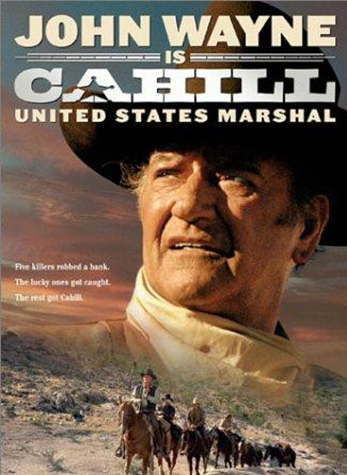 JOHN WAYNE
IS
CAHILL
UNITED STATES MARSHAL
Five killers robbed a bank.
The lucky ones got caught.
The rest got Cahill.